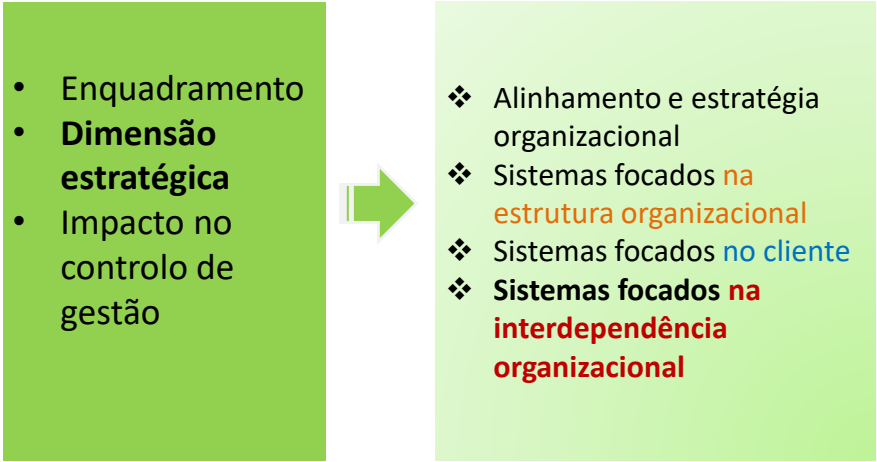 • Enquadramento
• Dimensão
estratégica
• Impacto no
controlo de
gestão
❖ Alinhamento e estratégia
organizacional
❖ Sistemas focados na
estrutura organizacional
❖ Sistemas focados no cliente
❖ Sistemas focados na
interdependência
organizacional